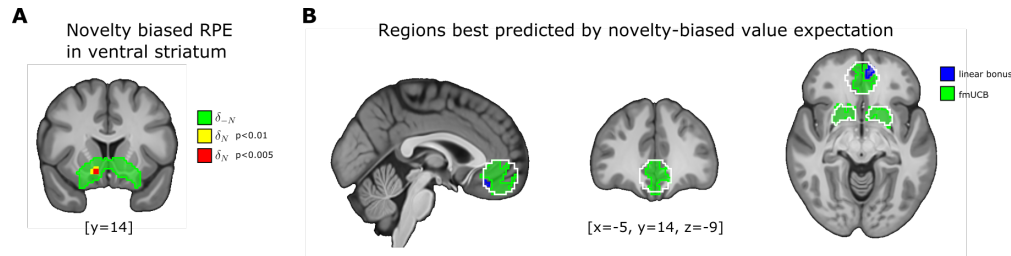 A
Novelty biased RPE
in ventral striatum
δ₋N
δN p<0.01
δN p<0.005
[y=14]
B
Regions best predicted by novelty-biased value expectation
linear bonus
fmUCB
[x=-5, y=14, z=-9]